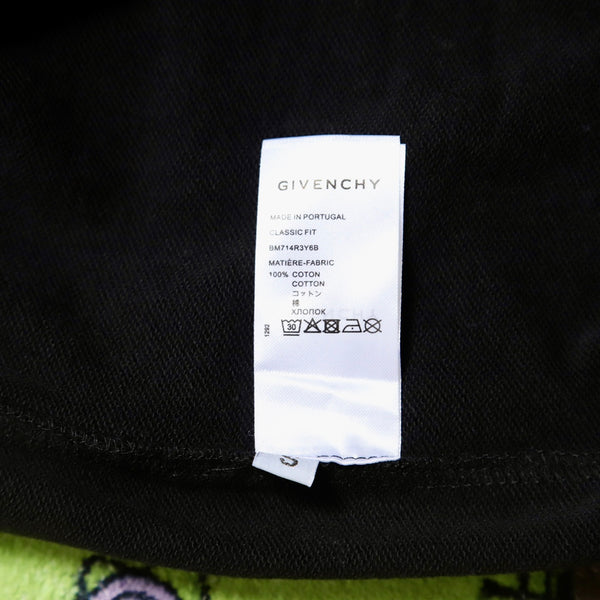 GIVENCHY
MADE IN PORTUGAL
CLASSIC FIT
BM714R3Y6B
MATIÈRE-FABRIC
100% COTON
COTTON
コットン
棉
ХЛОПОК
30
1292